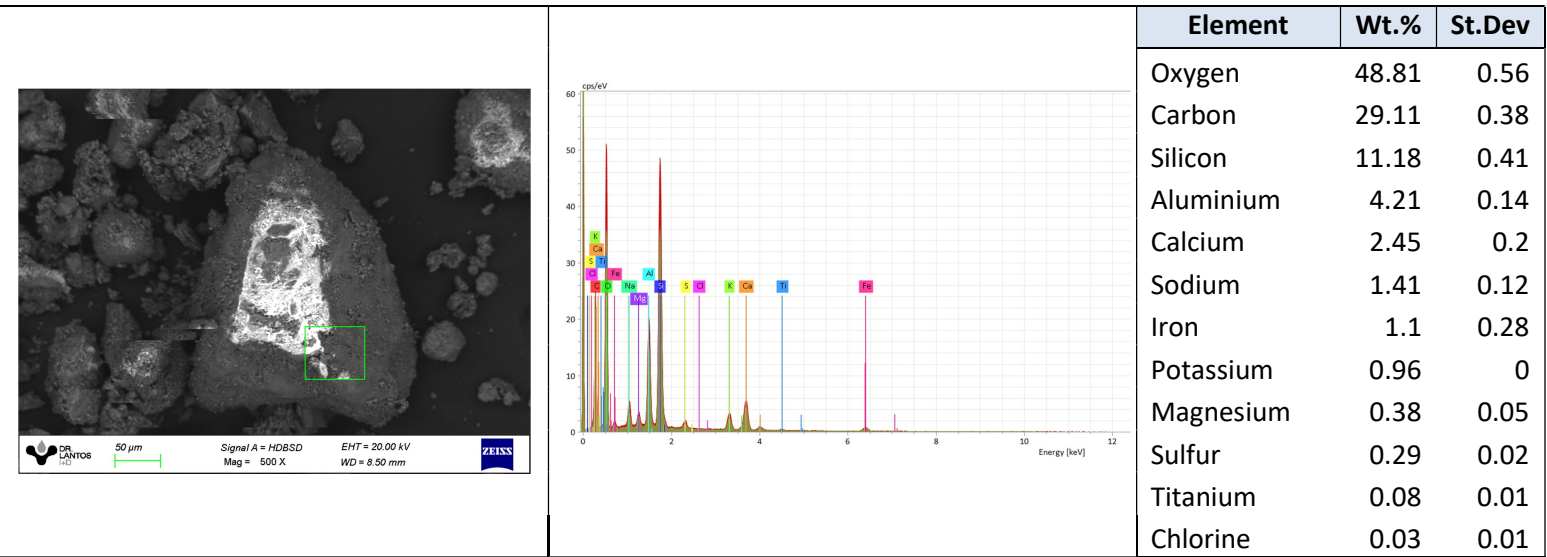 DR.
LANTOS
I+D
50 µm
Signal A = HDBSD
EHT = 20.00 kV
Mag = 500 X
WD = 8.50 mm
ZEISS
cps/eV
60
50
40
30
20
10
0
K
Ca
S Ti
Cl Fe
C O Na Mg Al Si S Cl K Ca Ti Fe
0 2 4 6 8 10 12
Energy [keV]
Element Wt.% St.Dev
Oxygen 48.81 0.56
Carbon 29.11 0.38
Silicon 11.18 0.41
Aluminium 4.21 0.14
Calcium 2.45 0.2
Sodium 1.41 0.12
Iron 1.1 0.28
Potassium 0.96 0
Magnesium 0.38 0.05
Sulfur 0.29 0.02
Titanium 0.08 0.01
Chlorine 0.03 0.01